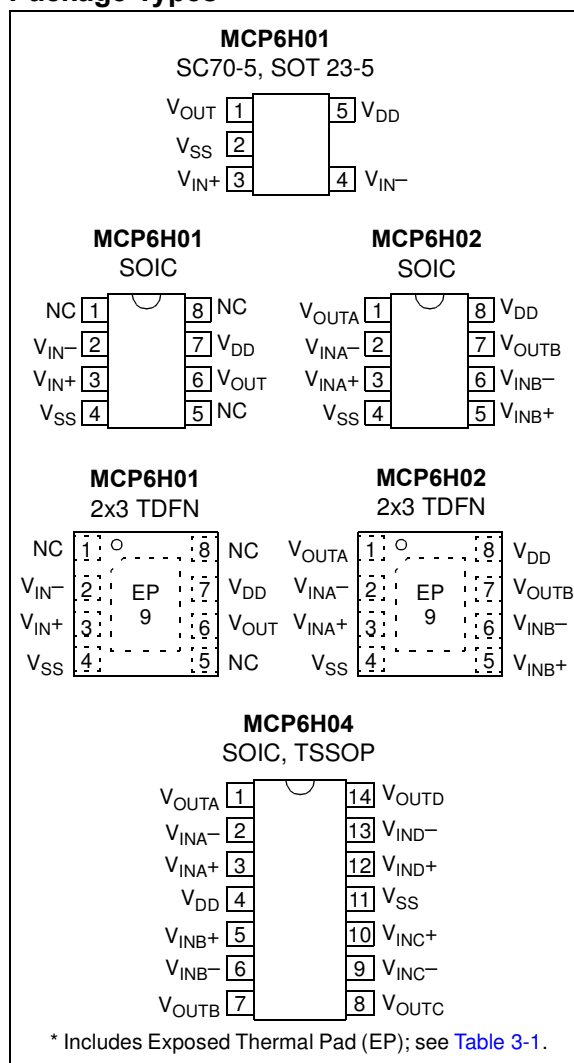 Package Types
MCP6H01
SC70-5, SOT 23-5
VOUT 1 5 VDD
VSS 2
VIN+ 3 4 VIN–
MCP6H01 MCP6H02
SOIC SOIC
NC 1 8 NC VOUTA 1 8 VDD
VIN– 2 7 VDD VINA– 2 7 VOUTB
VIN+ 3 6 VOUT VINA+ 3 6 VINB–
VSS 4 5 NC VSS 4 5 VINB+
MCP6H01 MCP6H02
2x3 TDFN 2x3 TDFN
NC 1 8 NC VOUTA 1 8 VDD
VIN– 2 EP 7 VDD VINA– 2 EP 7 VOUTB
VIN+ 3 9 6 VOUT VINA+ 3 9 6 VINB–
VSS 4 5 NC VSS 4 5 VINB+
MCP6H04
SOIC, TSSOP
VOUTA 1 14 VOUTD
VINA– 2 13 VIND–
VINA+ 3 12 VIND+
VDD 4 11 VSS
VINB+ 5 10 VINC+
VINB– 6 9 VINC–
VOUTB 7 8 VOUTC
* Includes Exposed Thermal Pad (EP); see Table 3-1.